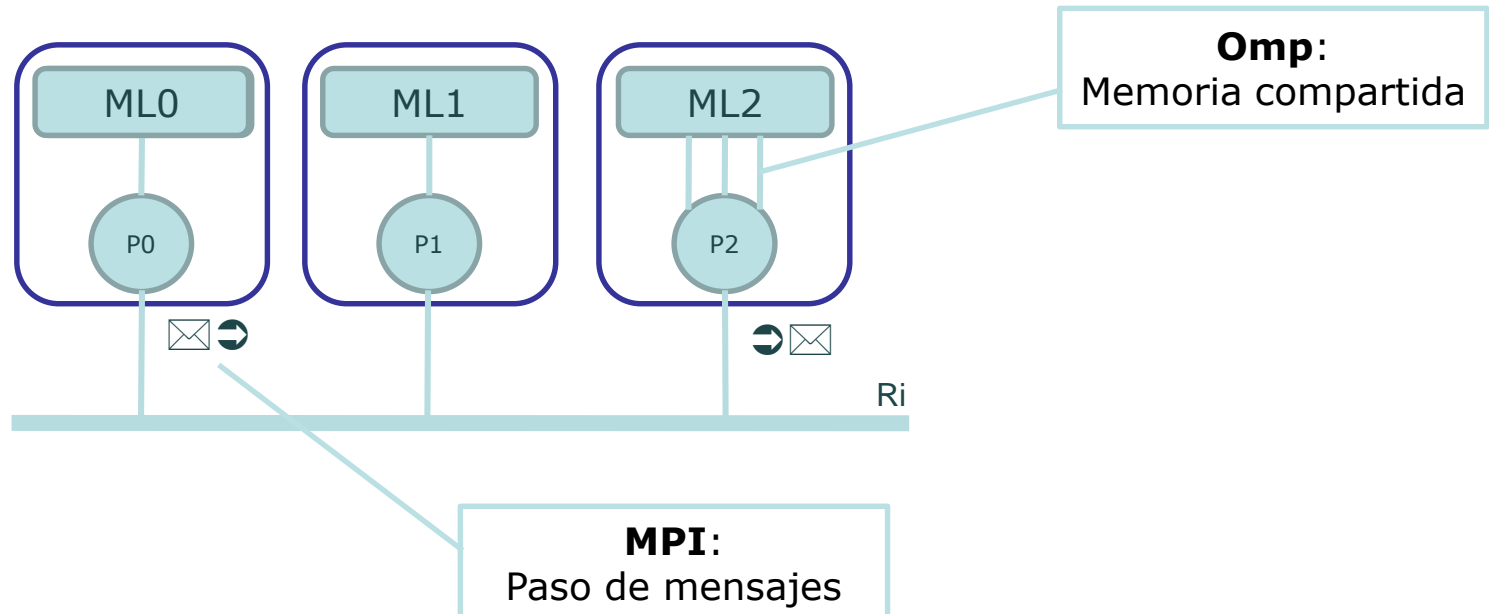 ML0
ML1
ML2
Omp:
Memoria compartida
P0
P1
P2
Ri
MPI:
Paso de mensajes